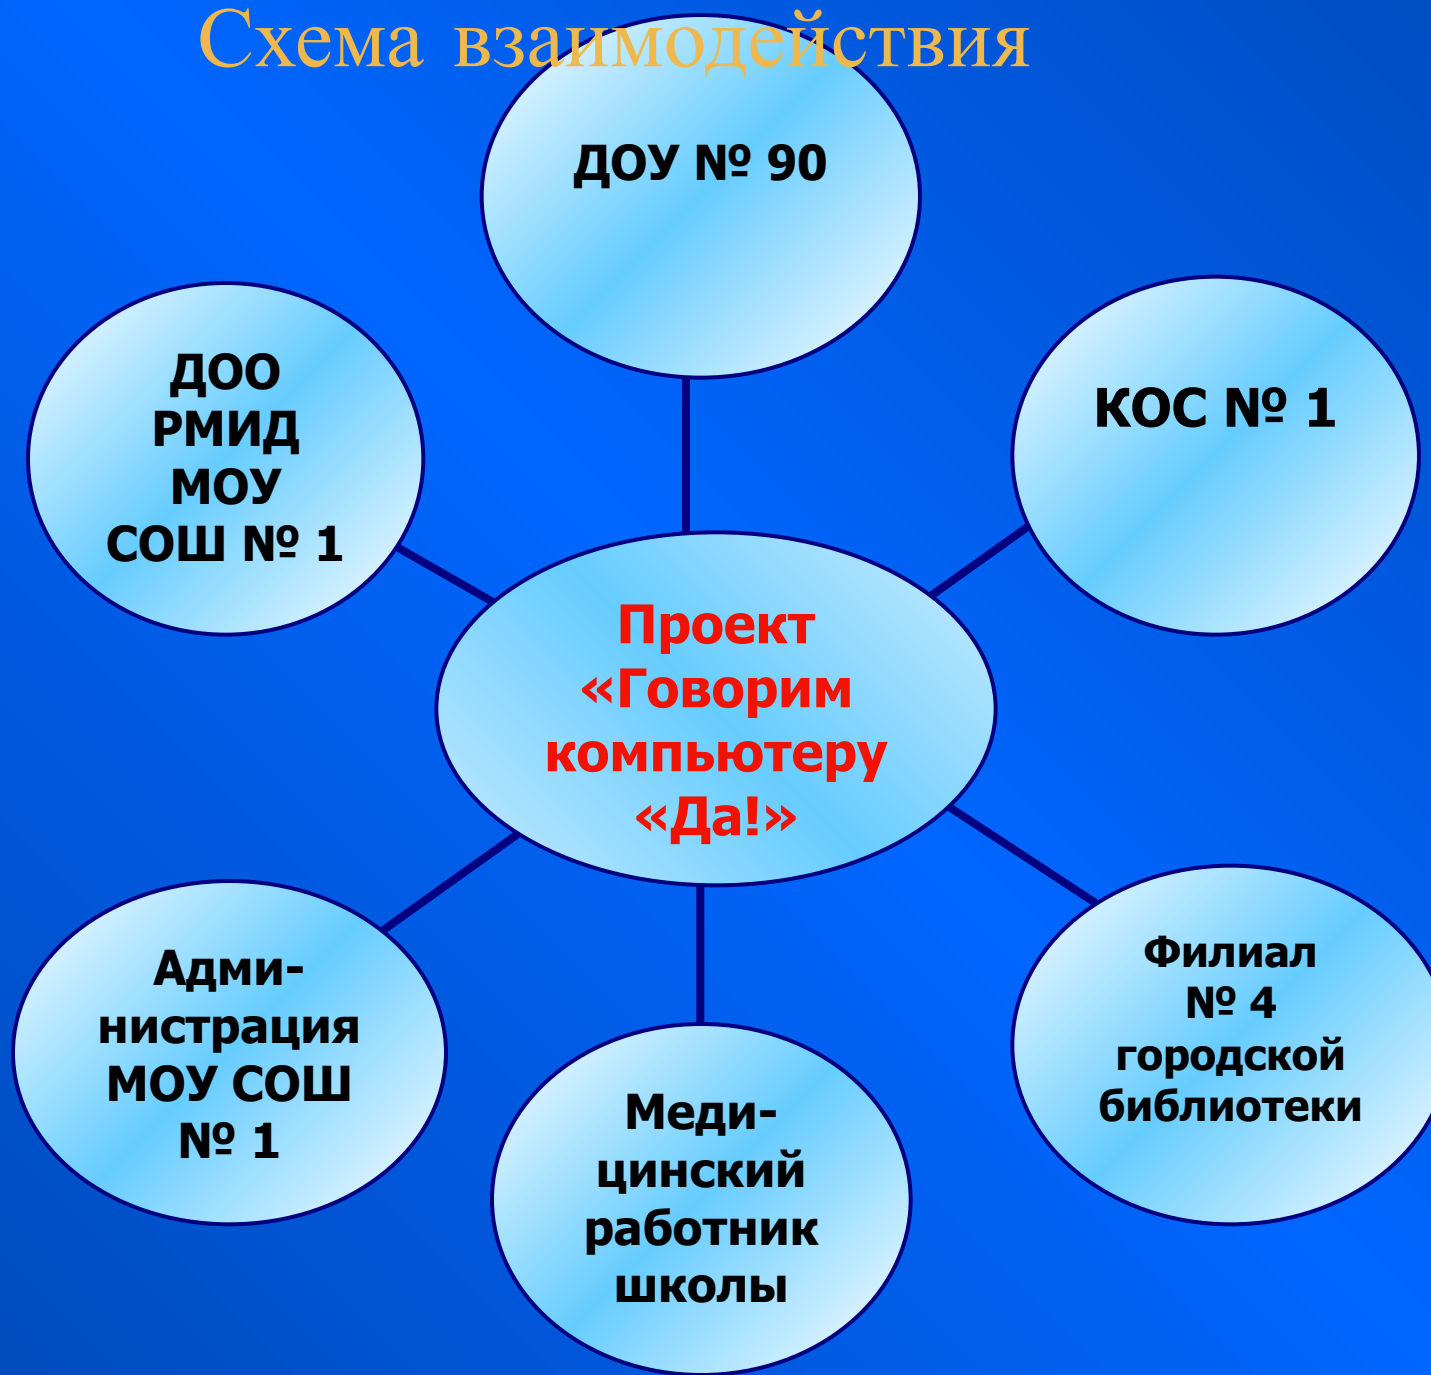 Схема взаимодействия
ДОУ № 90
ДОО
РМИД
МОУ
СОШ № 1
КОС № 1
Проект
«Говорим
компьютеру
«Да!»
Адми-
нистрация
МОУ СОШ
№ 1
Меди-
цинский
работник
школы
Филиал
№ 4
городской
библиотеки